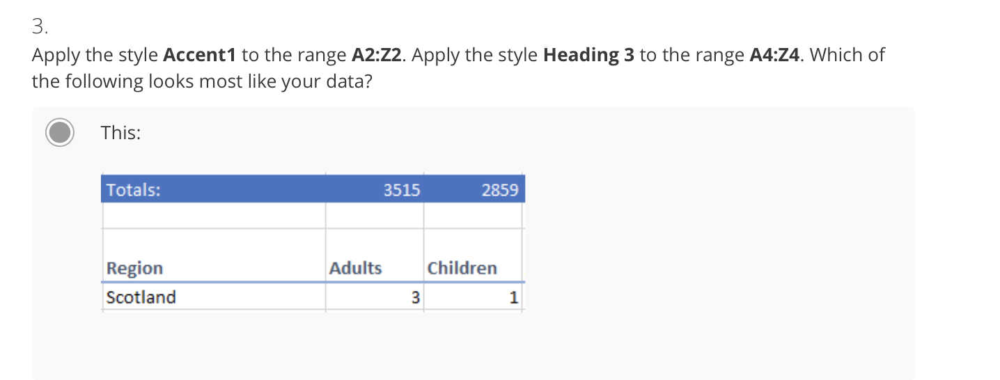 3.
Apply the style Accent1 to the range A2:Z2. Apply the style Heading 3 to the range A4:Z4. Which of
the following looks most like your data?
This:
Totals: 3515 2859
Region Adults Children
Scotland 3 1